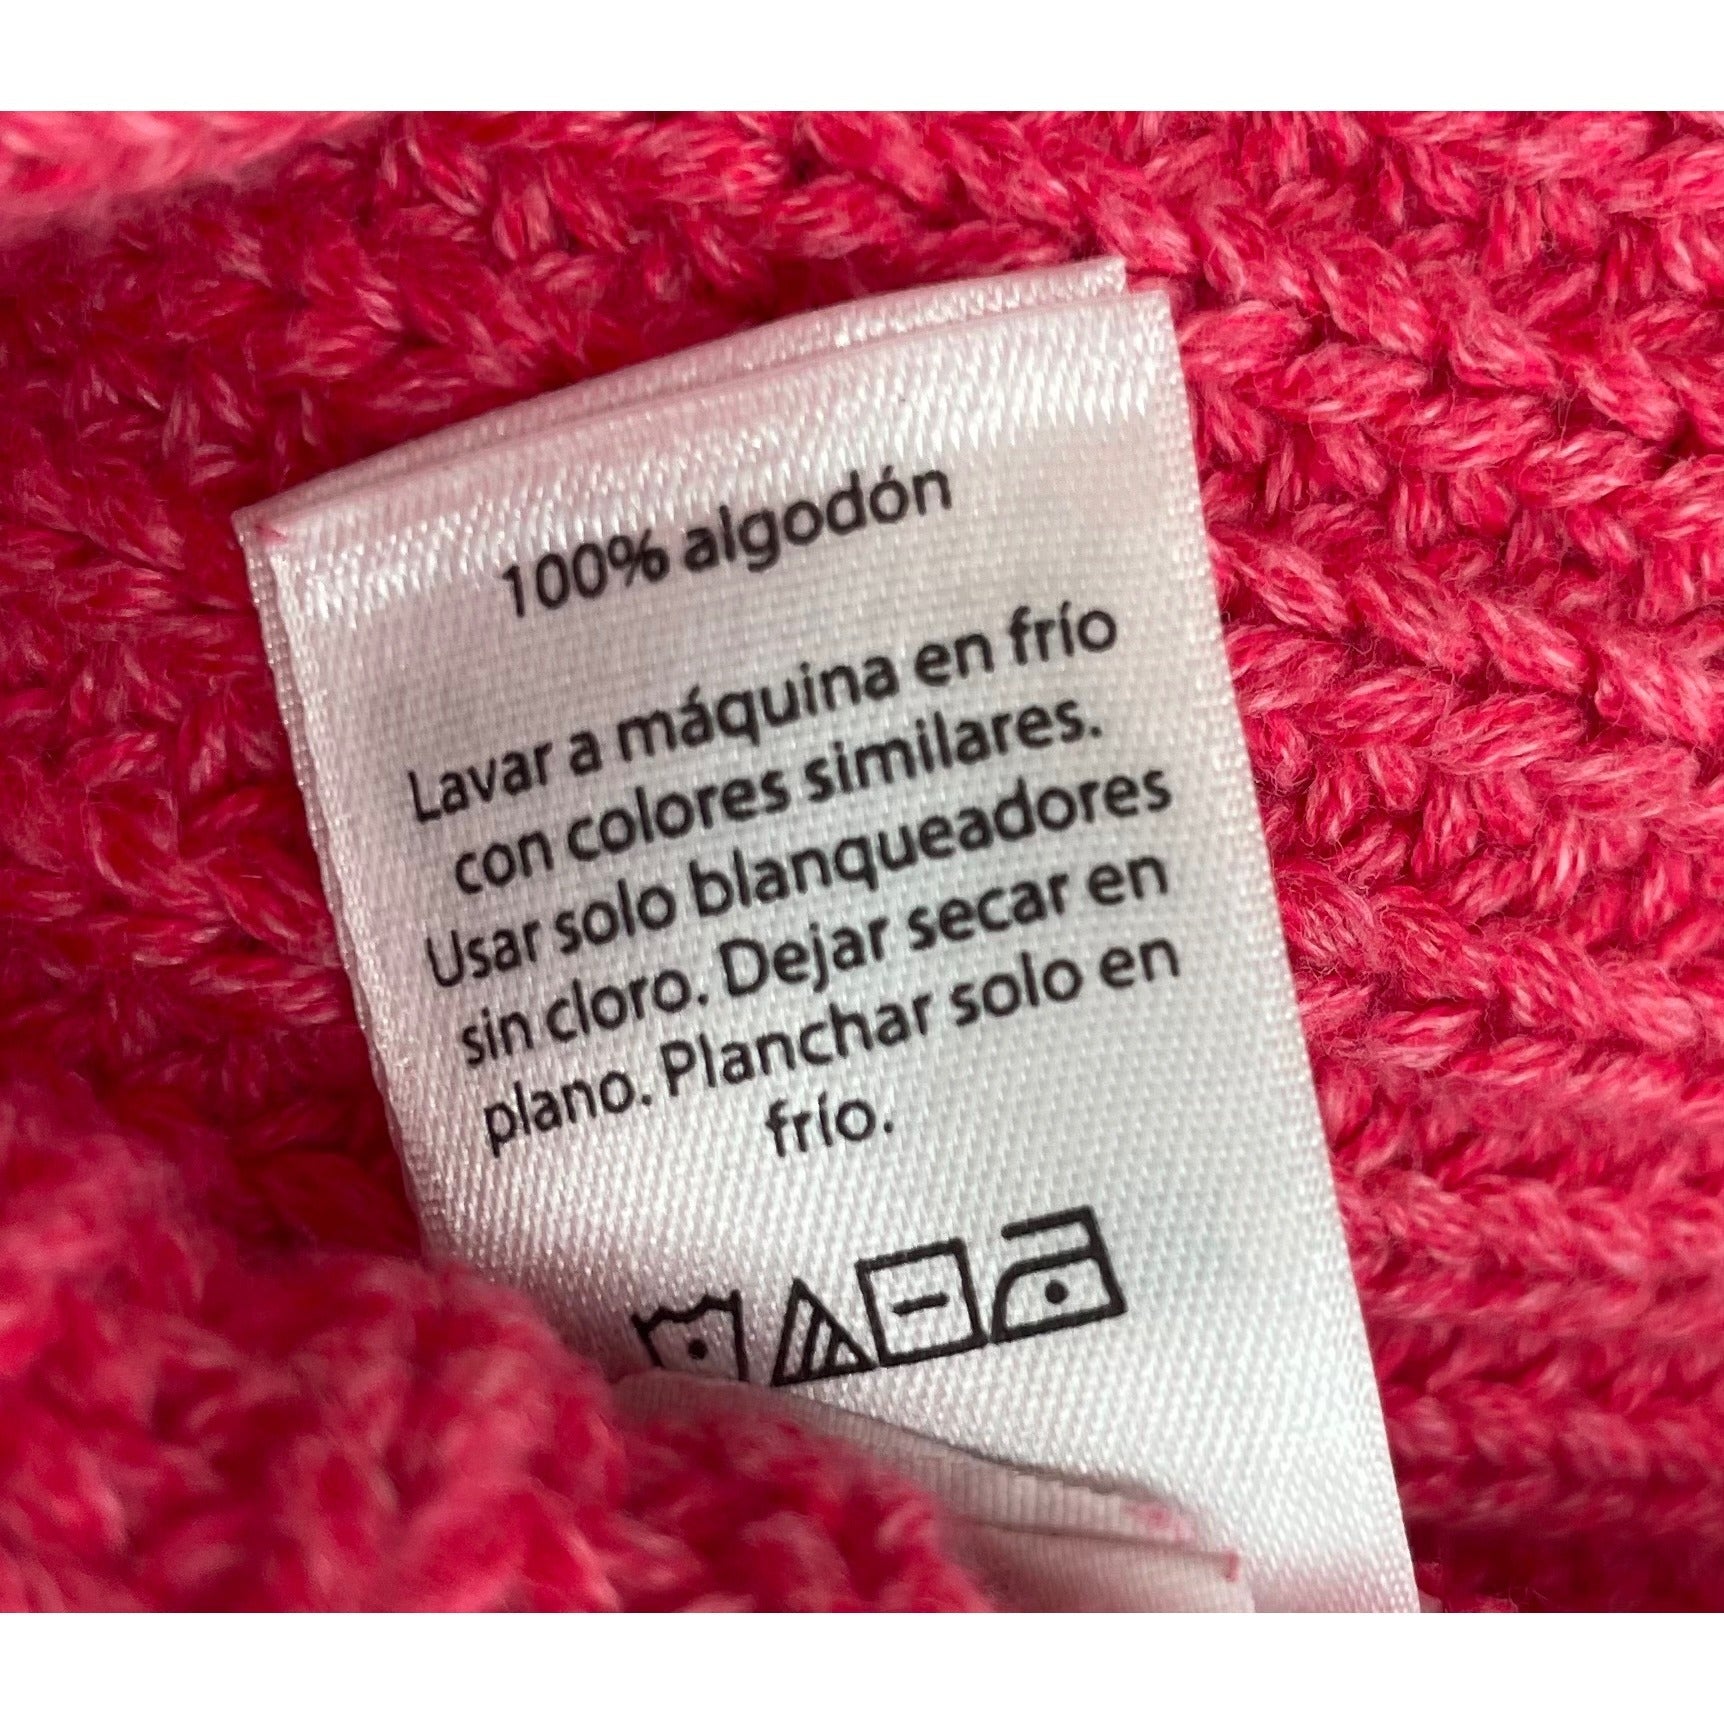 100% algodón
Lavar a máquina en frío
con colores similares.
Usar solo blanqueadores
sin cloro. Dejar secar en
plano. Planchar solo en
frío.